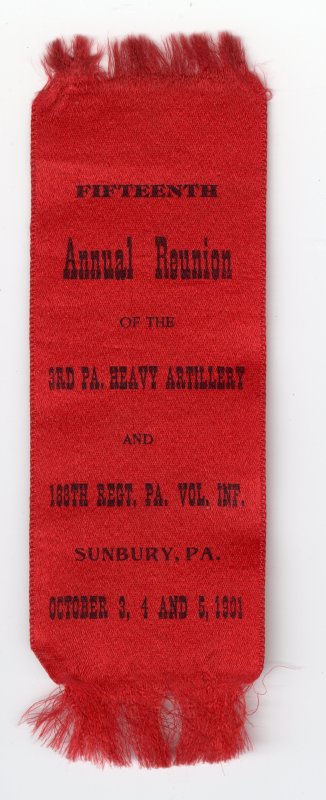 FIFTEENTH
Annual Reunion
OF THE
3RD PA. HEAVY ARTILLERY
AND
188TH REGT. PA. VOL. INF.
SUNBURY, PA.
OCTOBER 3, 4 AND 5, 1901